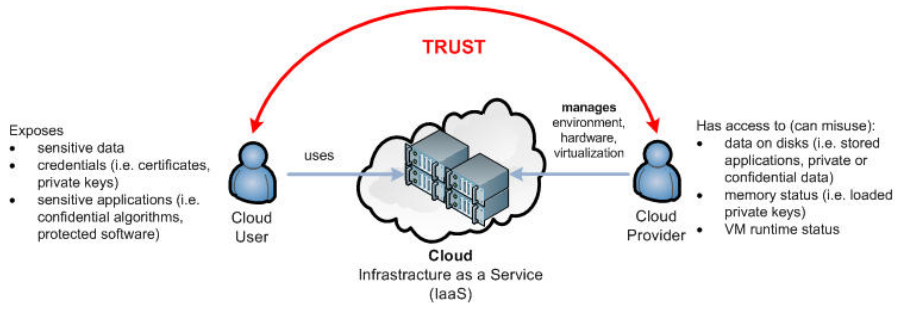 TRUST
Exposes
• sensitive data
• credentials (i.e. certificates,
private keys)
• sensitive applications (i.e.
confidential algorithms,
protected software)
Cloud
User
uses
manages
environment,
hardware,
virtualization
Cloud
Infrastracture as a Service
(IaaS)
Cloud
Provider
Has access to (can misuse):
• data on disks (i.e. stored
applications, private or
confidential data)
• memory status (i.e. loaded
private keys)
• VM runtime status